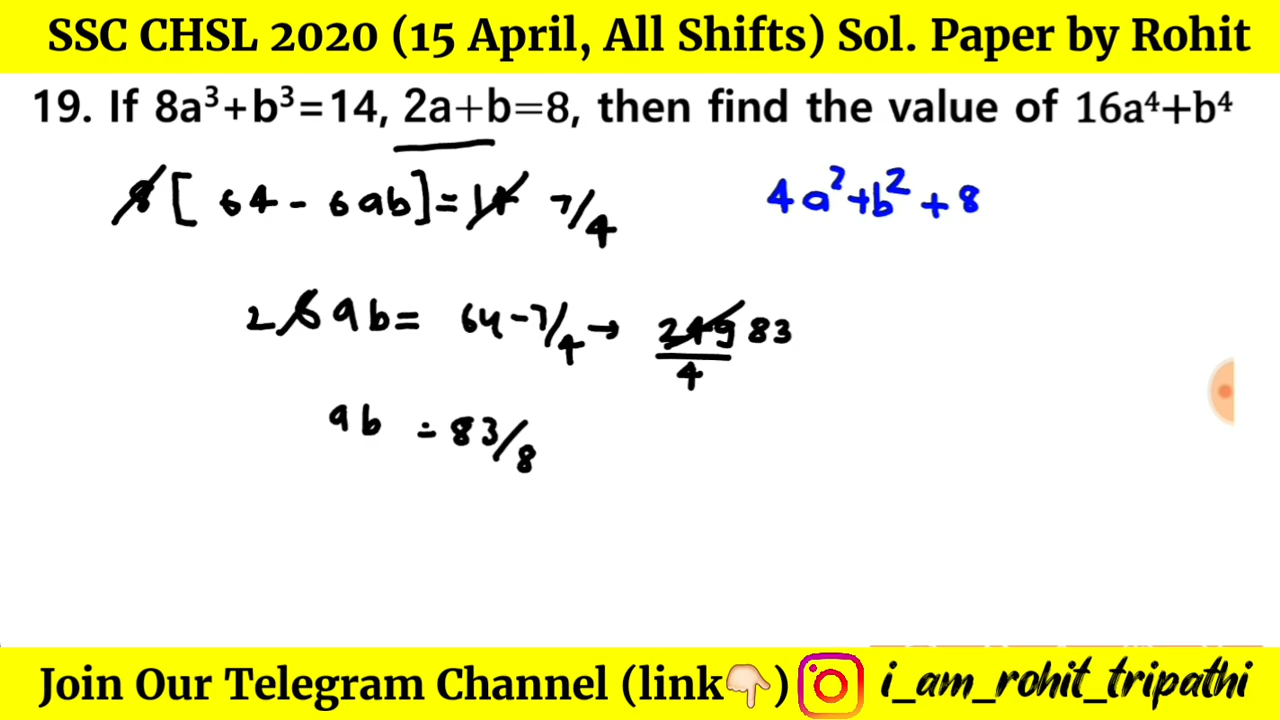 SSC CHSL 2020 (15 April, All Shifts) Sol. Paper by Rohit
19. If 8a³+b³=14, 2a+b=8, then find the value of 16a⁴+b⁴
8 [ 64 - 6ab] = 14 7/4
4a²+b²+8
2 6 ab = 64-7/4 → 249/4 83
ab = 83/8
Join Our Telegram Channel (link👇🏻) i_am_rohit_tripathi